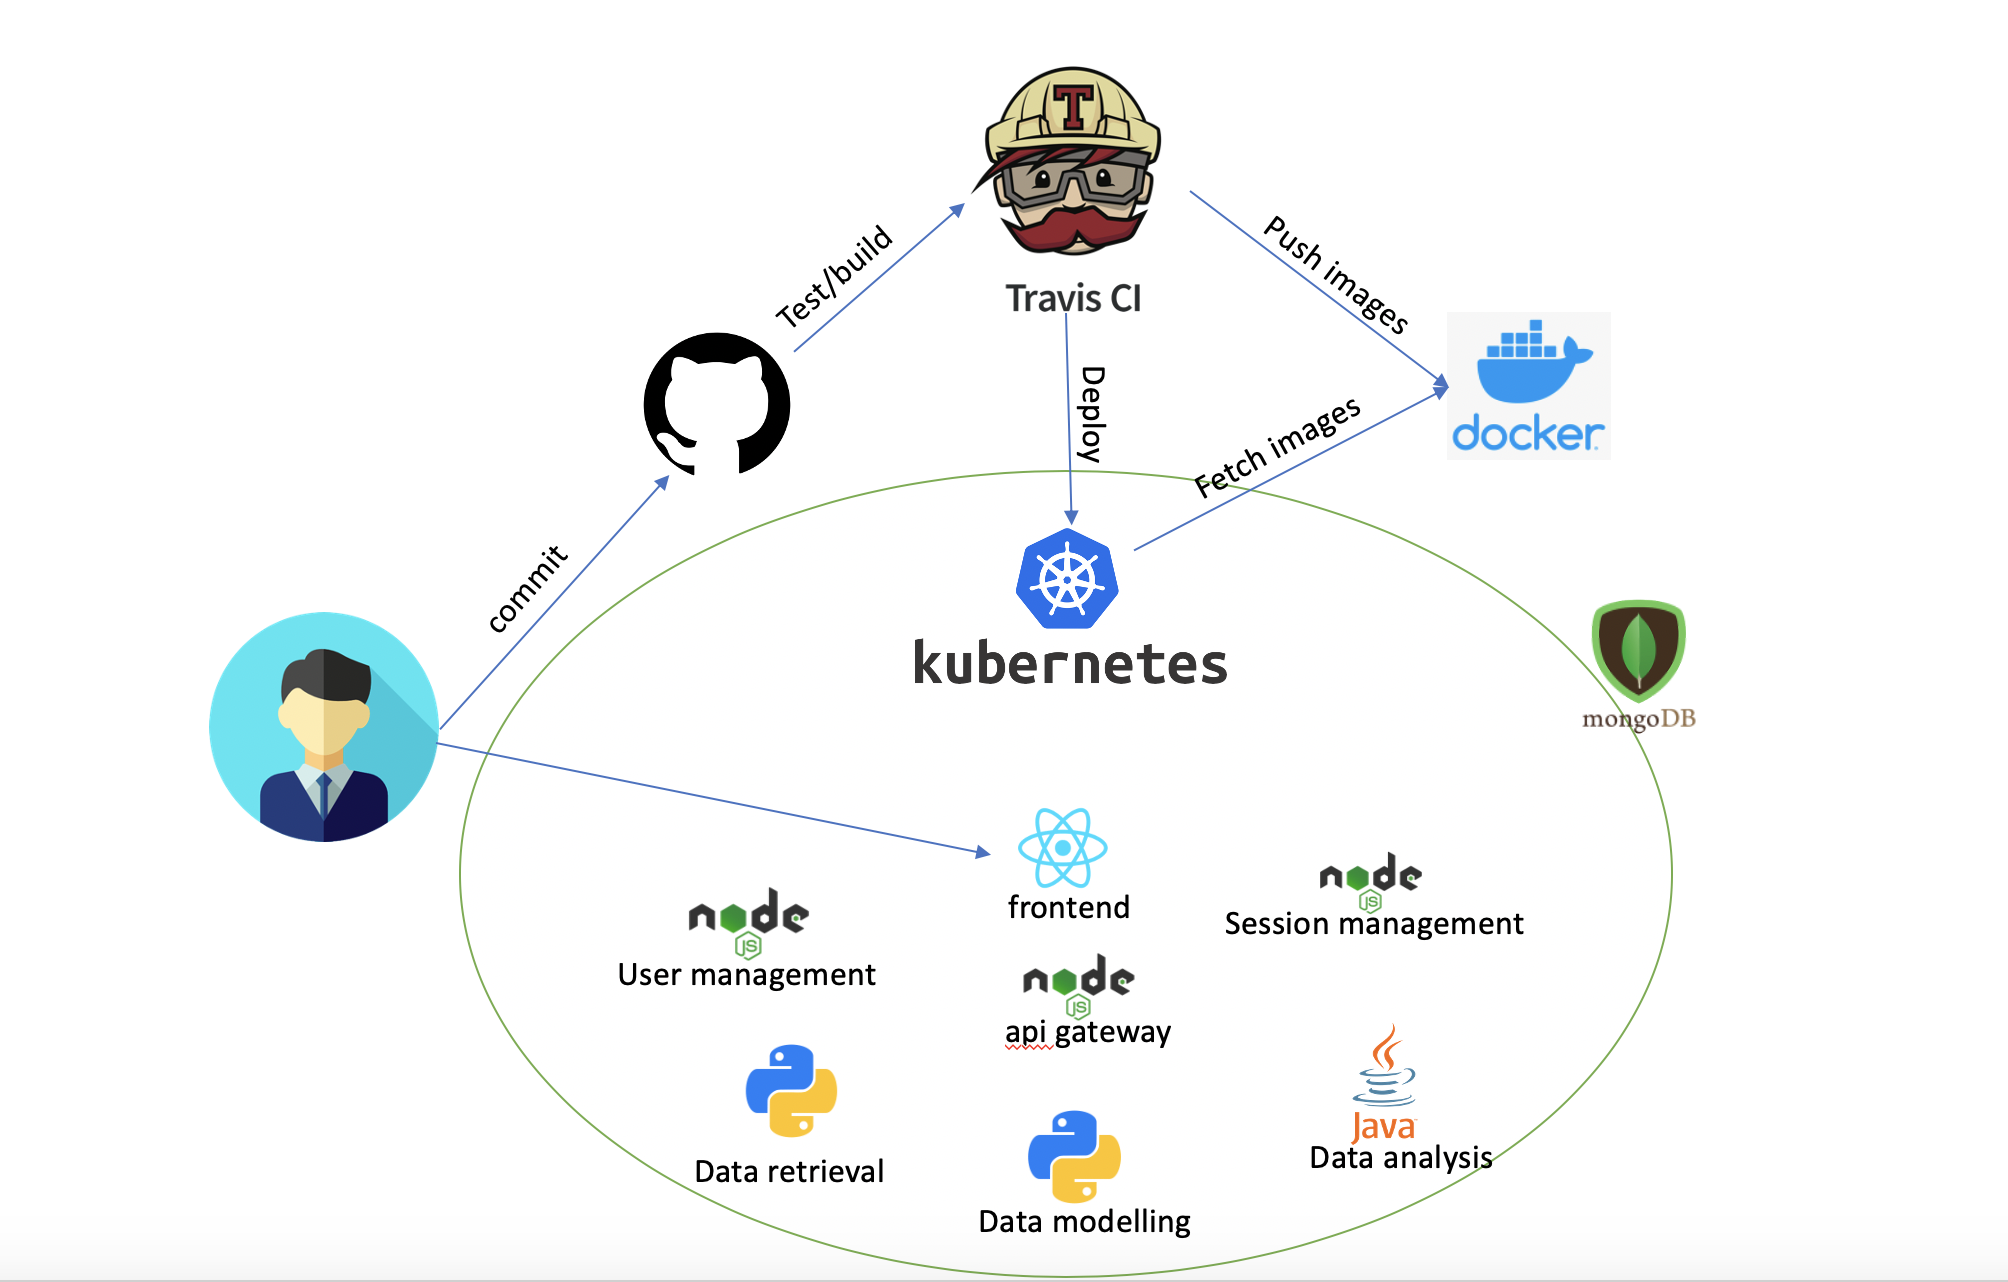 T
Travis CI
Test/build
Push images
Deploy
docker
Fetch images
commit
kubernetes
mongoDB
frontend
node
JS
Session management
node
JS
User management
node
JS
api gateway
Java
Data analysis
Data retrieval
Data modelling